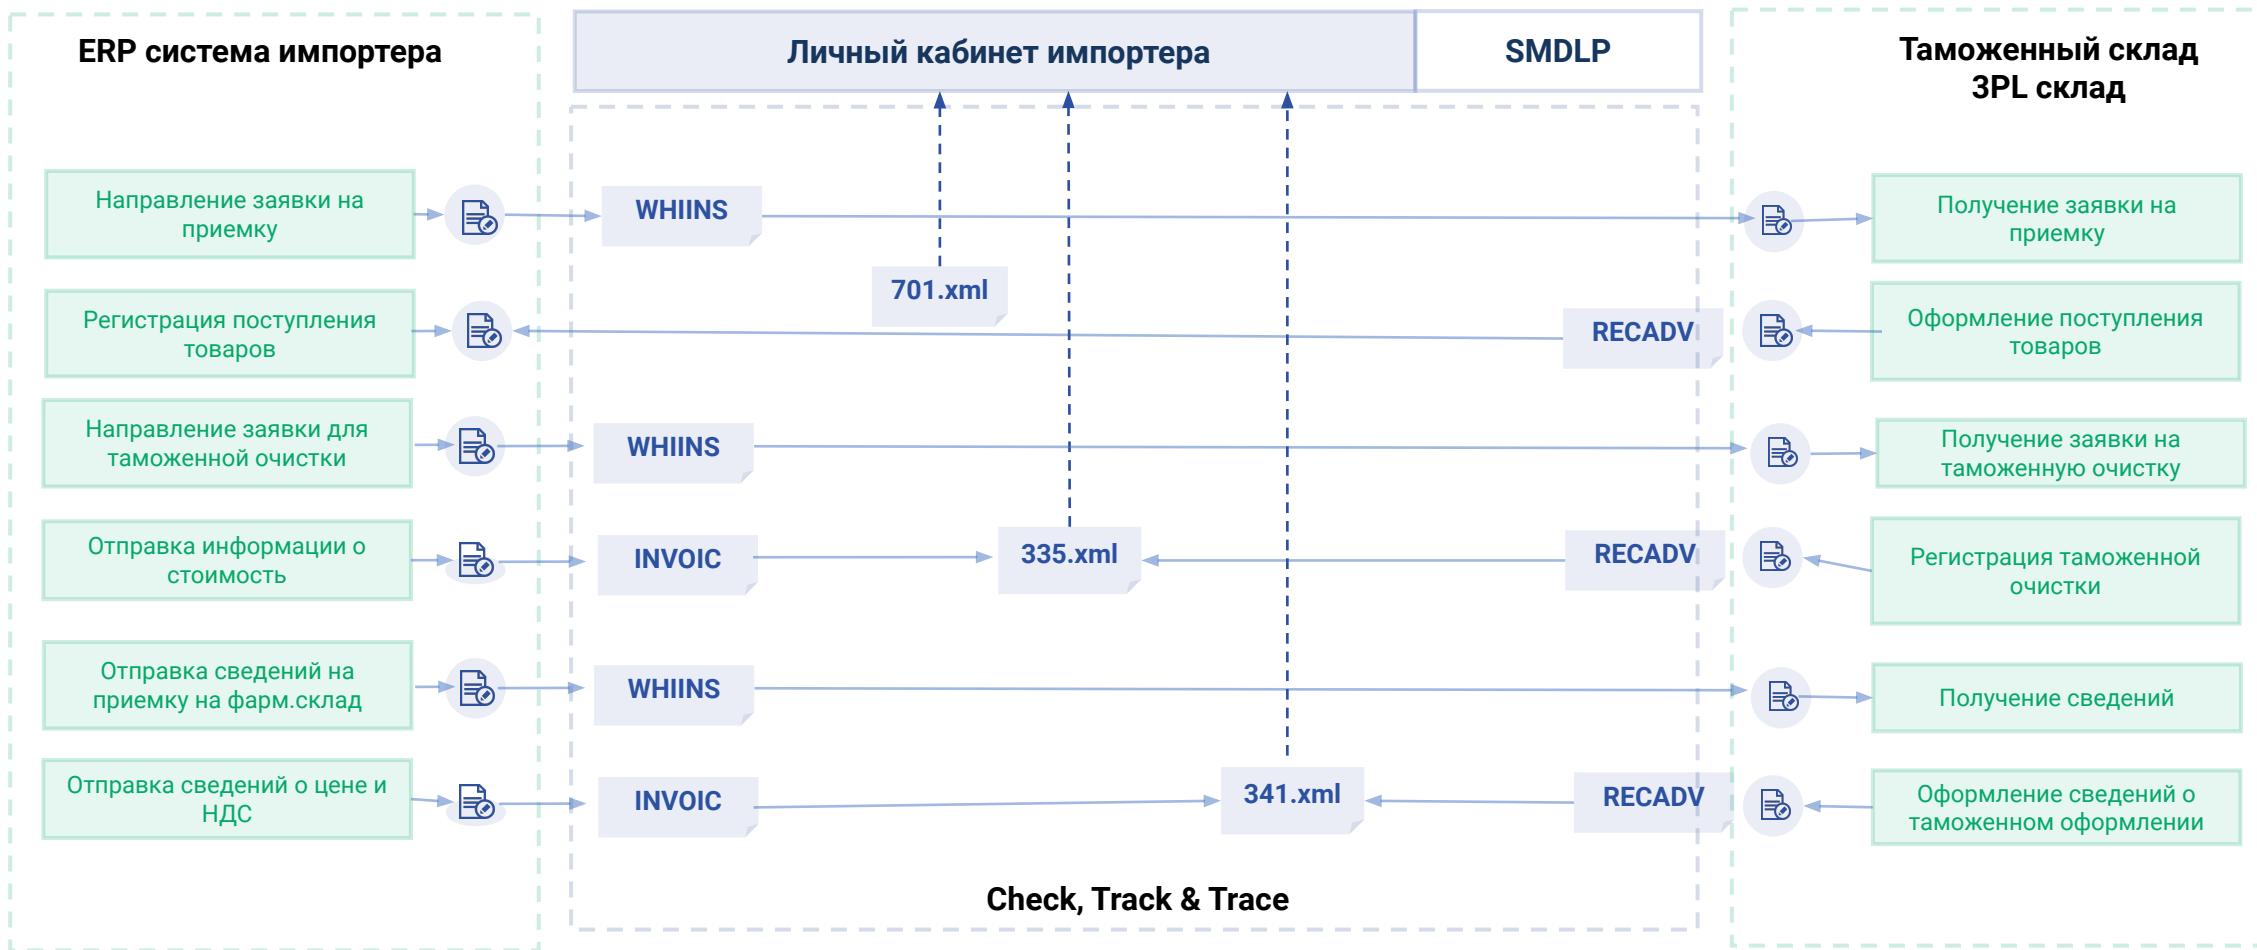 ERP система импортера
Личный кабинет импортера
SMDLP
Таможенный склад
3PL склад
Направление заявки на
приемку
WHIINS
Получение заявки на
приемку
701.xml
Регистрация поступления
товаров
RECADV
Оформление поступления
товаров
Направление заявки для
таможенной очистки
WHIINS
Получение заявки на
таможенную очистку
Отправка информации о
стоимость
INVOIC
335.xml
RECADV
Регистрация таможенной
очистки
Отправка сведений на
приемку на фарм.склад
WHIINS
Получение сведений
Отправка сведений о цене и
НДС
INVOIC
341.xml
RECADV
Оформление сведений о
таможенном оформлении
Check, Track & Trace